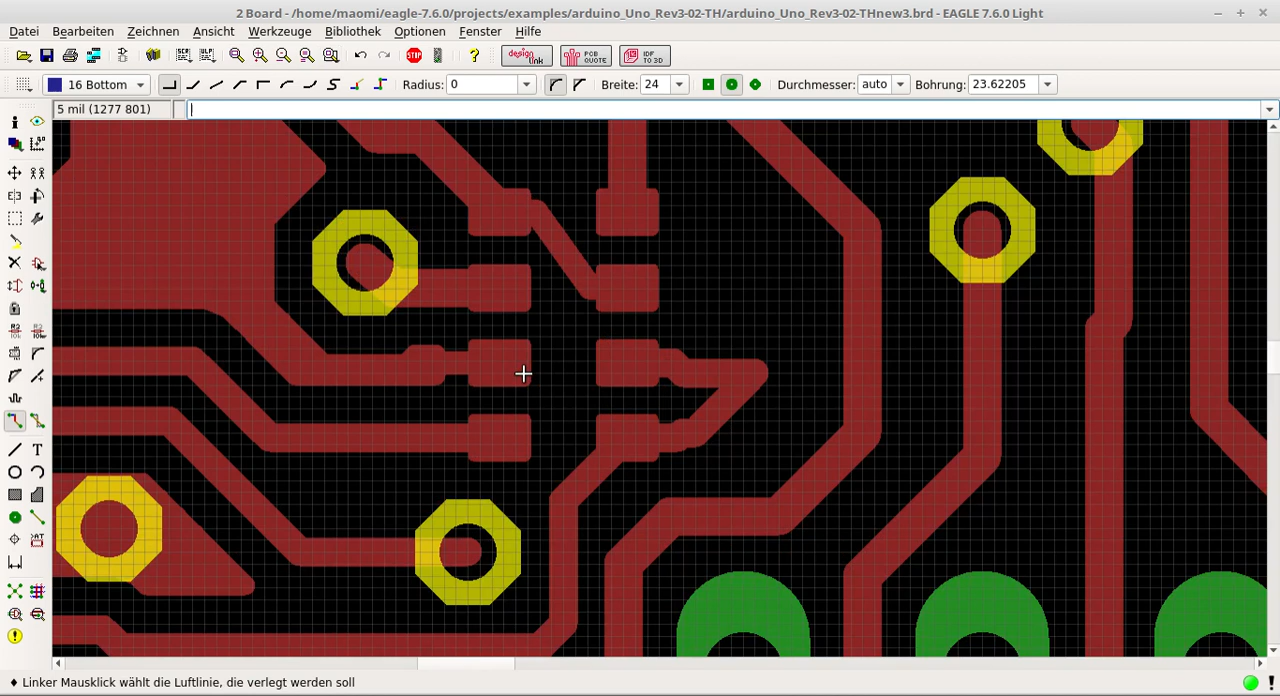 2 Board - /home/maomi/eagle-7.6.0/projects/examples/arduino_Uno_Rev3-02-TH/arduino_Uno_Rev3-02-THnew3.brd - EAGLE 7.6.0 Light
Datei Bearbeiten Zeichnen Ansicht Werkzeuge Bibliothek Optionen Fenster Hilfe
SCR ULP STOP ? design link PCB QUOTE IDF TO 3D
16 Bottom Radius: 0 Breite: 24 Durchmesser: auto Bohrung: 23.62205
5 mil (1277 801)
♦ Linker Mausklick wählt die Luftlinie, die verlegt werden soll